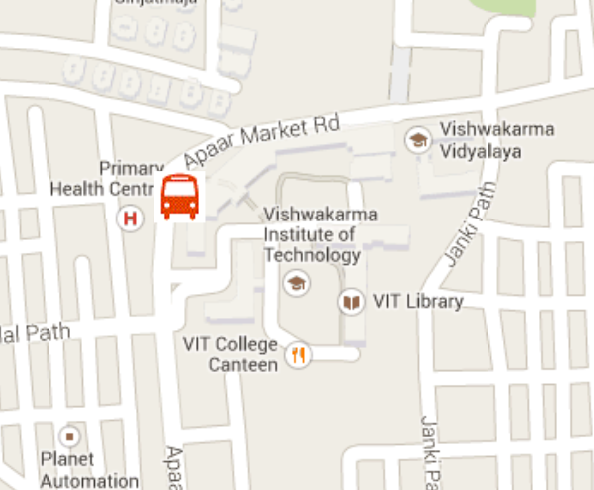 Apaar Market Rd
Vishwakarma
Vidyalaya
Primary
Health Centr
H
Vishwakarma
Institute of
Technology
Janki Path
VIT Library
lal Path
VIT College
Canteen
Planet
Automation
Apaa
Janki Pa